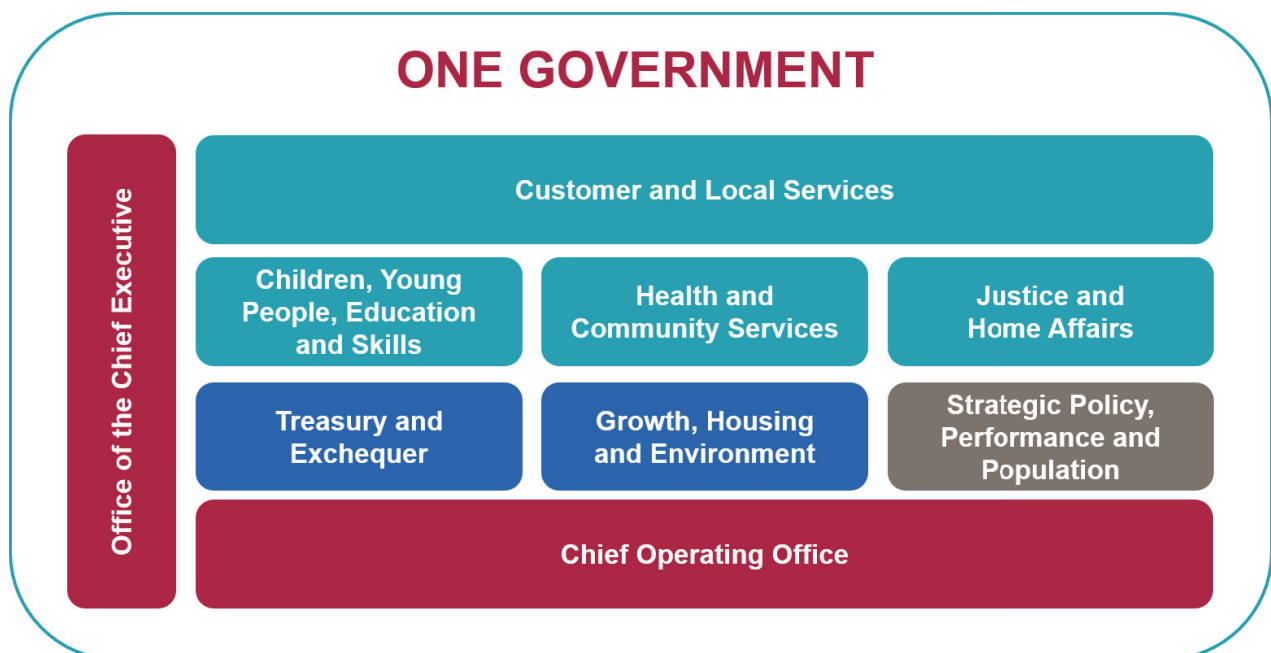 ONE GOVERNMENT
Office of the Chief Executive
Customer and Local Services
Children, Young
People, Education
and Skills
Health and
Community Services
Justice and
Home Affairs
Treasury and
Exchequer
Growth, Housing
and Environment
Strategic Policy,
Performance and
Population
Chief Operating Office